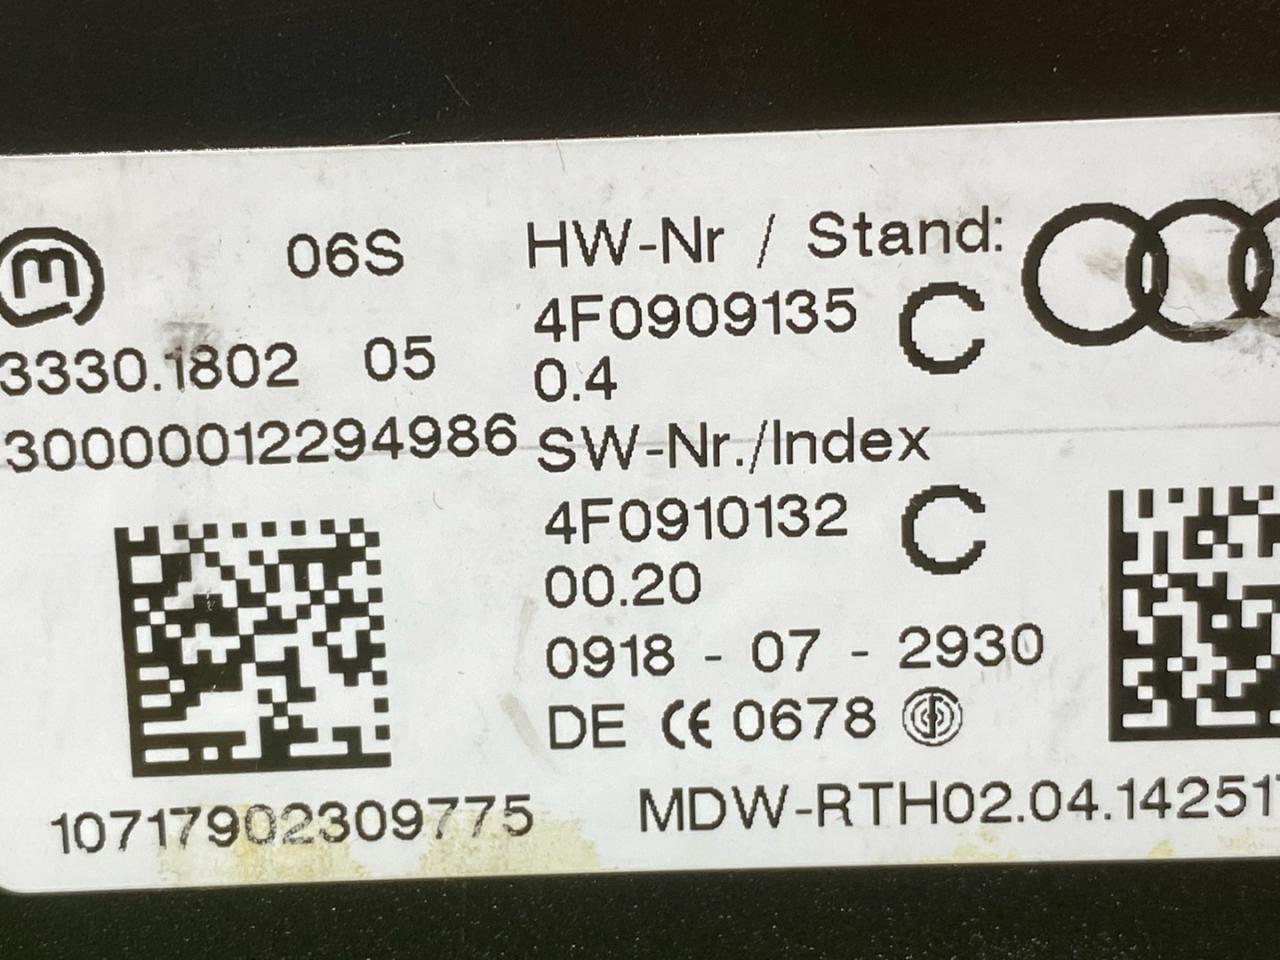 06S
3330.1802 05
30000012294986
10717902309775
HW-Nr / Stand:
4F0909135 C
0.4
SW-Nr./Index
4F0910132 C
00.20
0918 - 07 - 2930
DE CE 0678
MDW-RTH02.04.14251